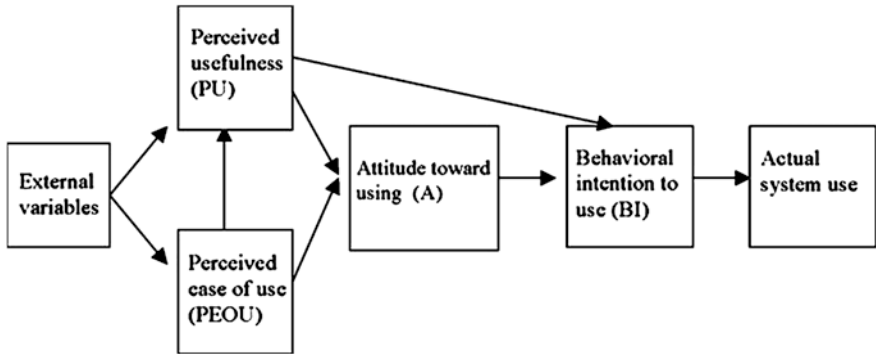 Perceived
usefulness
(PU)
External
variables
Perceived
case of use
(PEOU)
Attitude toward
using (A)
Behavioral
intention to
use (BI)
Actual
system use